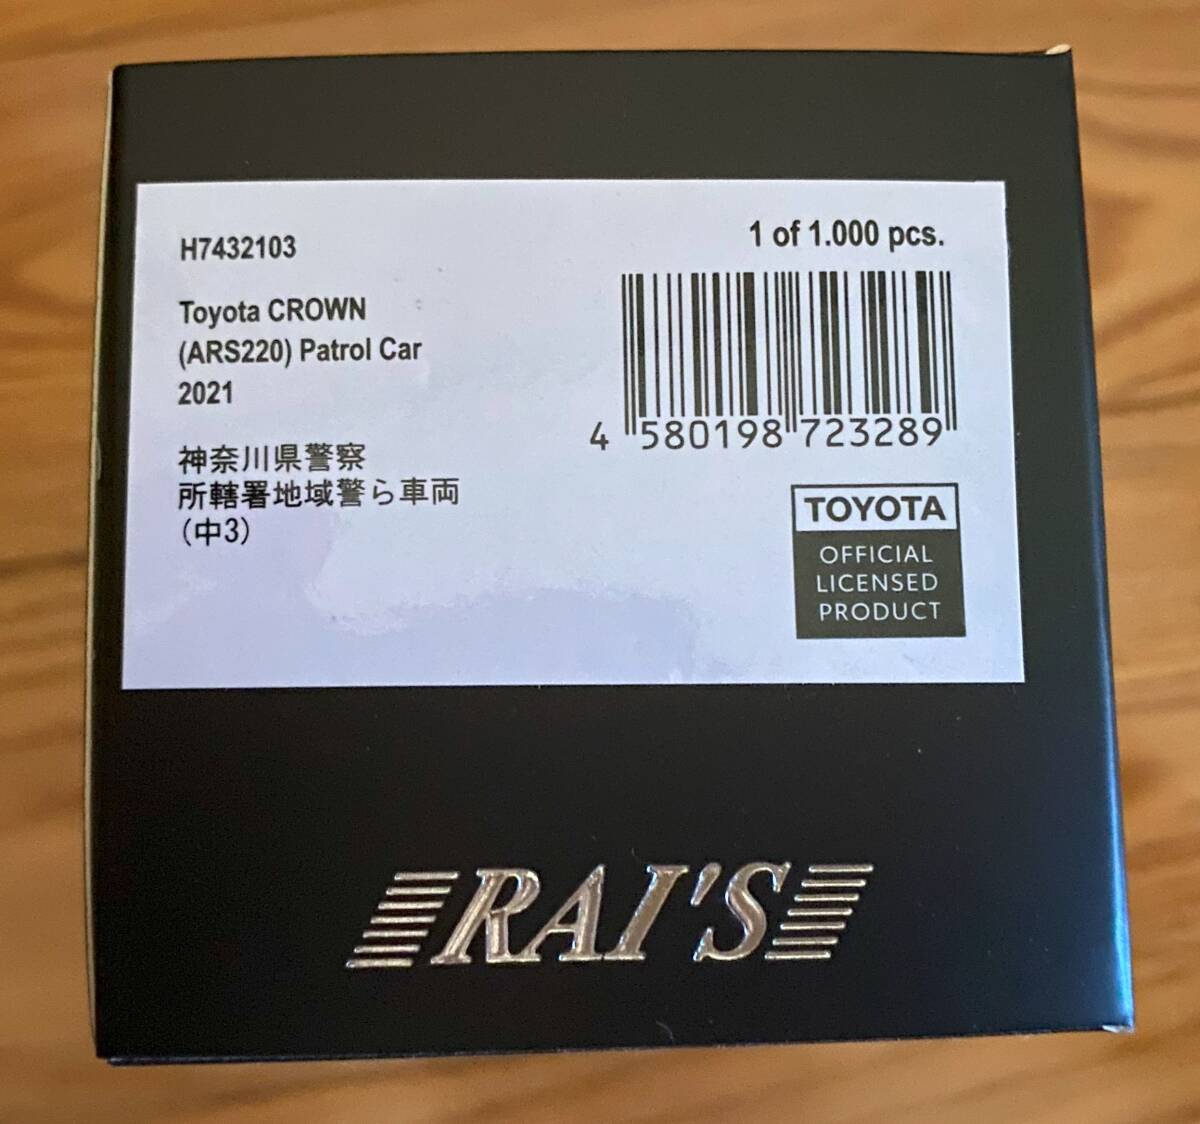 H7432103
1 of 1.000 pcs.
Toyota CROWN
(ARS220) Patrol Car
2021
神奈川県警察
所轄署地域警ら車両
(中3)
4 580198 723289
TOYOTA
OFFICIAL
LICENSED
PRODUCT
RAI'S